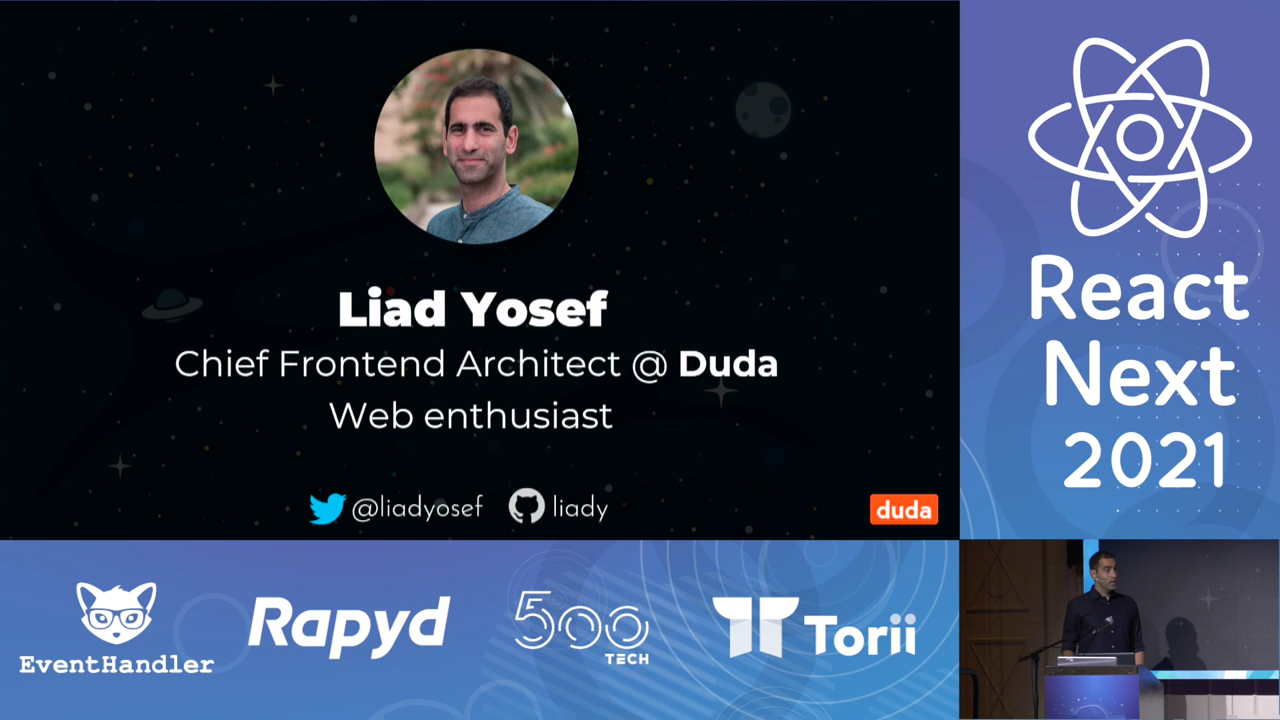 Liad Yosef
Chief Frontend Architect @ Duda
Web enthusiast
@liadyosef
liady
duda
React
Next
2021
EventHandler
Rapyd
500
TECH
Torii